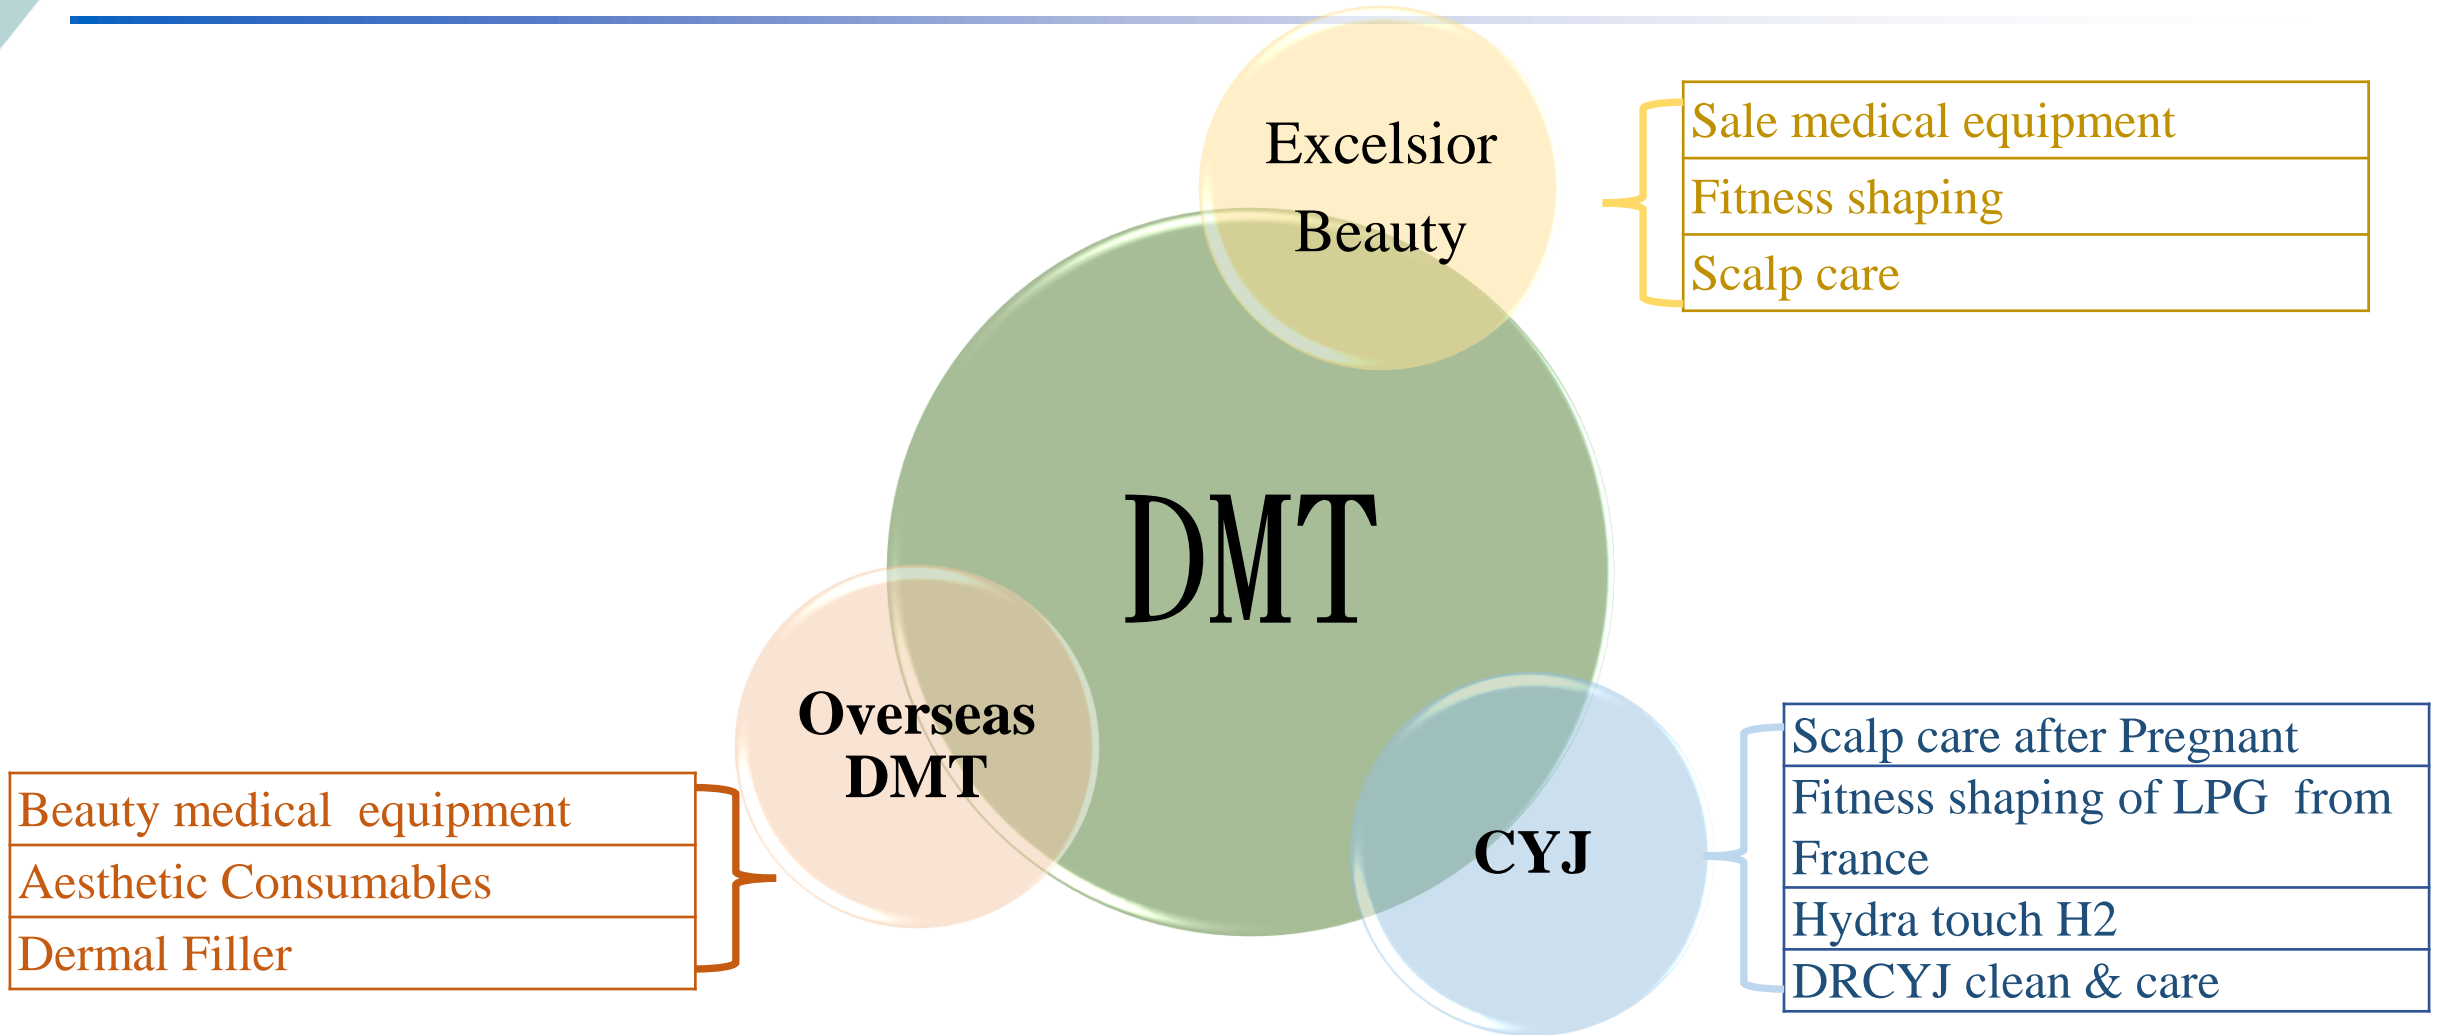 Excelsior
Beauty
Sale medical equipment
Fitness shaping
Scalp care
DMT
Overseas
DMT
Beauty medical equipment
Aesthetic Consumables
Dermal Filler
CYJ
Scalp care after Pregnant
Fitness shaping of LPG from
France
Hydra touch H2
DRCYJ clean & care